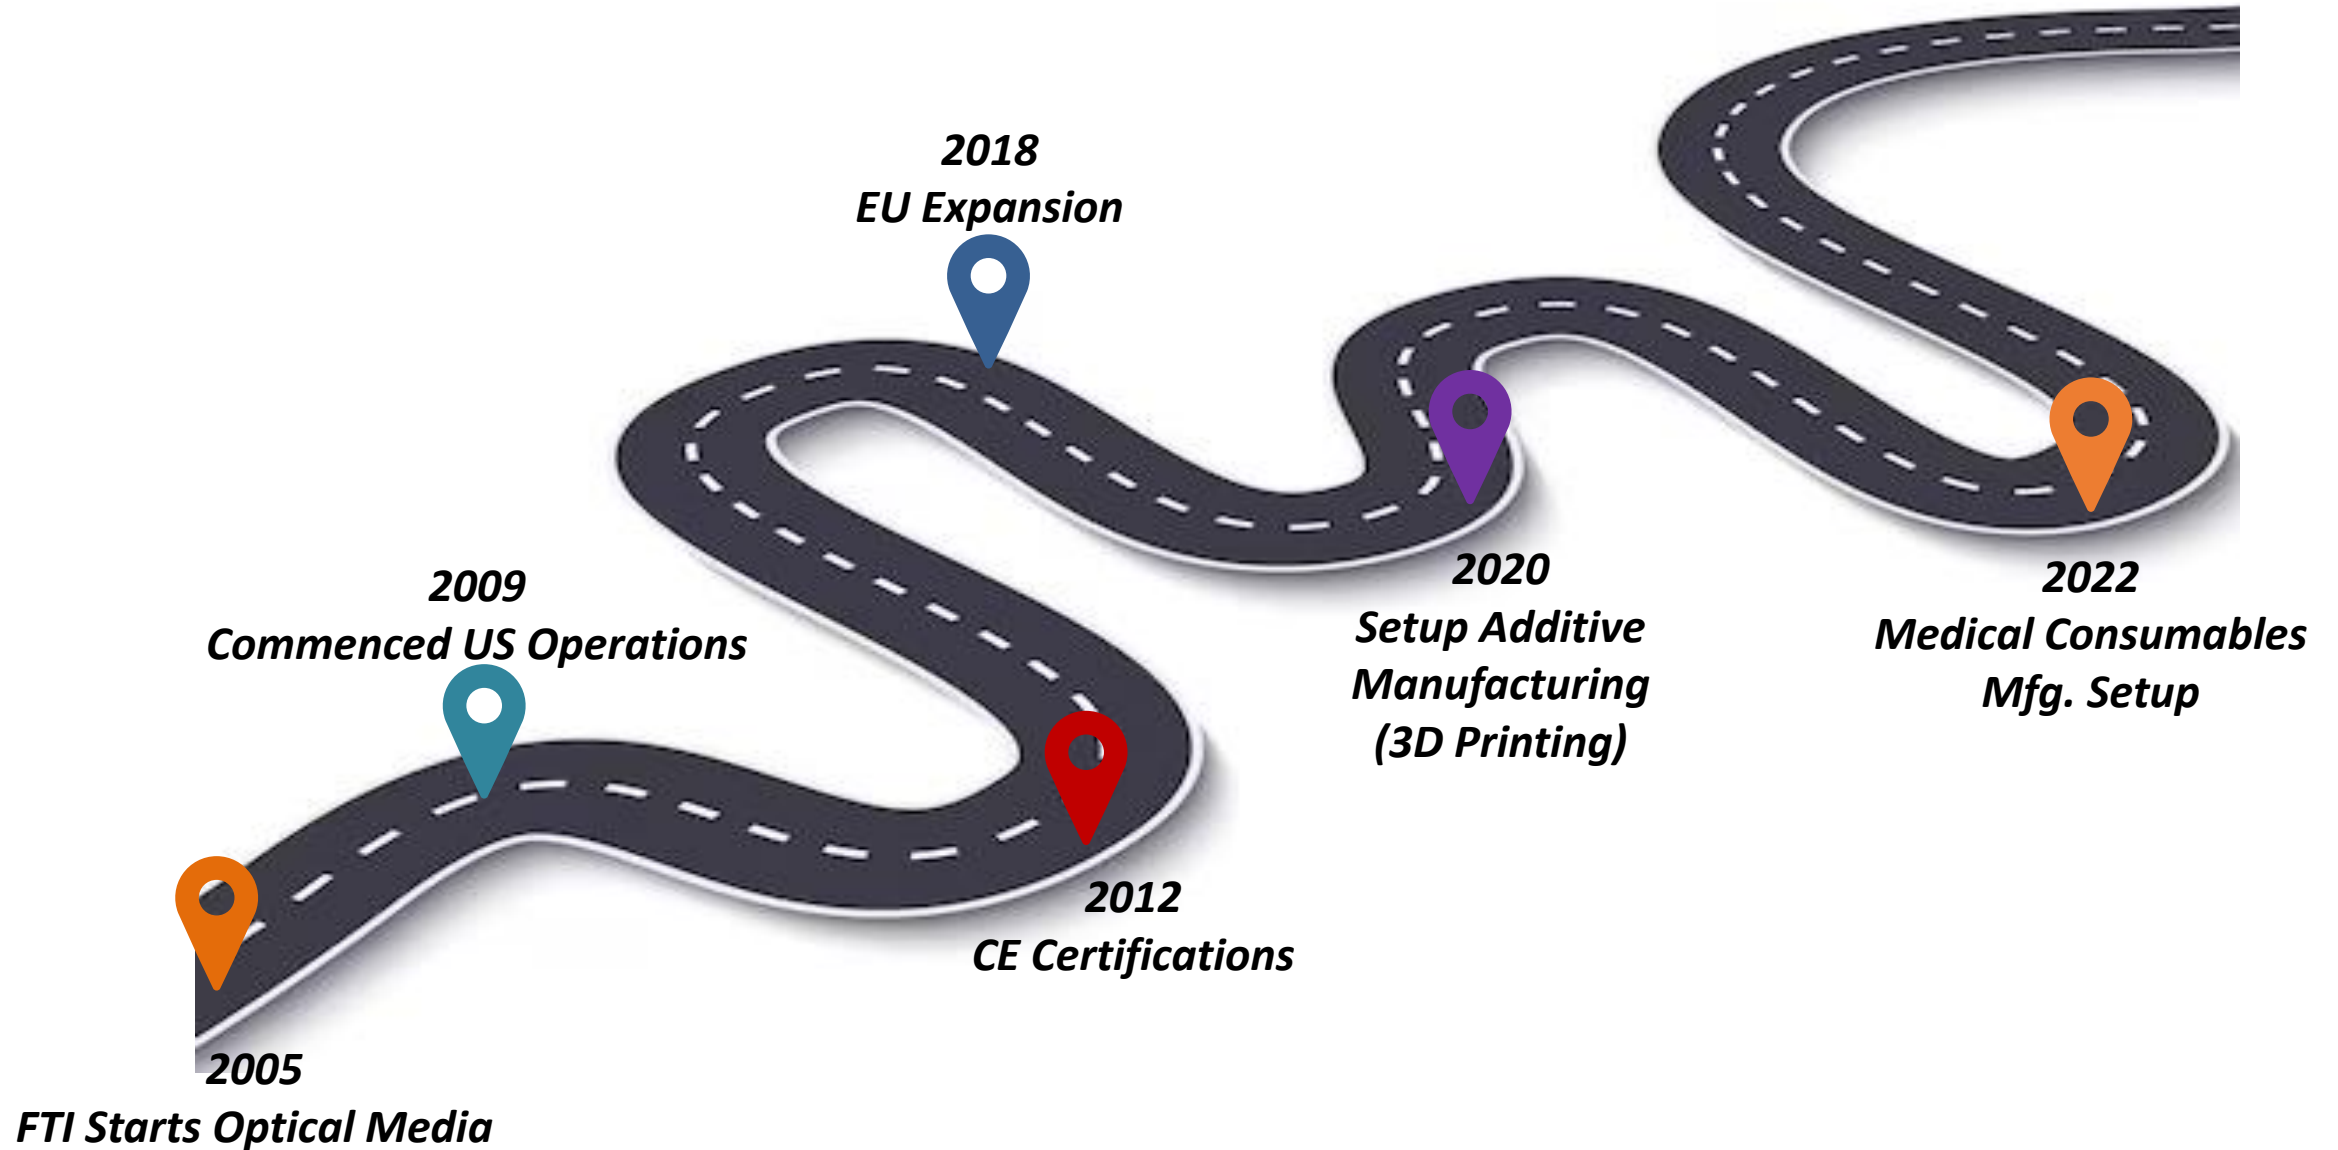 2018
EU Expansion
2009
Commenced US Operations
2020
Setup Additive
Manufacturing
(3D Printing)
2022
Medical Consumables
Mfg. Setup
2012
CE Certifications
2005
FTI Starts Optical Media